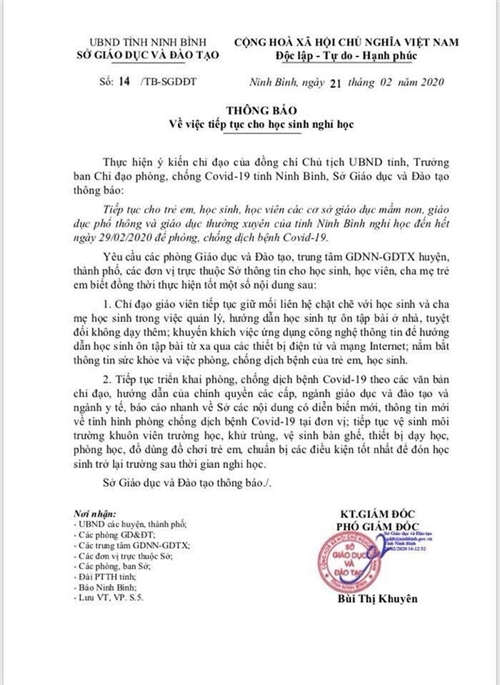 UBND TỈNH NINH BÌNH
SỞ GIÁO DỤC VÀ ĐÀO TẠO
CỘNG HOÀ XÃ HỘI CHỦ NGHĨA VIỆT NAM
Độc lập - Tự do - Hạnh phúc
Số: 14 /TB-SGDĐT
Ninh Bình, ngày 21 tháng 02 năm 2020
THÔNG BÁO
Về việc tiếp tục cho học sinh nghỉ học
Thực hiện ý kiến chỉ đạo của đồng chí Chủ tịch UBND tỉnh, Trưởng
ban Chỉ đạo phòng, chống Covid-19 tỉnh Ninh Bình, Sở Giáo dục và Đào tạo
thông báo:
Tiếp tục cho trẻ em, học sinh, học viên các cơ sở giáo dục mầm non, giáo
dục phổ thông và giáo dục thường xuyên của tỉnh Ninh Bình nghỉ học đến hết
ngày 29/02/2020 để phòng, chống dịch bệnh Covid-19.
Yêu cầu các phòng Giáo dục và Đào tạo, trung tâm GDNN-GDTX huyện,
thành phố, các đơn vị trực thuộc Sở thông tin cho học sinh, học viên, cha mẹ trẻ
em biết đồng thời thực hiện tốt một số nội dung sau:
1. Chỉ đạo giáo viên tiếp tục giữ mối liên hệ chặt chẽ với học sinh và cha
mẹ học sinh trong việc quản lý, hướng dẫn học sinh tự ôn tập bài ở nhà, tuyệt
đối không dạy thêm; khuyến khích việc ứng dụng công nghệ thông tin để hướng
dẫn học sinh ôn tập bài từ xa qua các thiết bị điện tử và mạng Internet; nắm bắt
thông tin sức khỏe và việc phòng, chống dịch bệnh của trẻ em, học sinh.
2. Tiếp tục triển khai phòng, chống dịch bệnh Covid-19 theo các văn bản
chỉ đạo, hướng dẫn của chính quyền các cấp, ngành giáo dục và đào tạo và
ngành y tế, báo cáo nhanh về Sở các nội dung có diễn biến mới, thông tin mới
về tình hình phòng chống dịch bệnh Covid-19 tại đơn vị; tiếp tục vệ sinh môi
trường khuôn viên trường học, khử trùng, vệ sinh bàn ghế, thiết bị dạy học,
phòng học, đồ dùng đồ chơi trẻ em, chuẩn bị các điều kiện tốt nhất để đón học
sinh trở lại trường sau thời gian nghỉ học.
Sở Giáo dục và Đào tạo thông báo./.
Nơi nhận:
- UBND các huyện, thành phố;
- Các phòng GD&ĐT;
- Các trung tâm GDNN-GDTX;
- Các đơn vị trực thuộc Sở;
- Các phòng, ban Sở;
- Đài PTTH tỉnh;
- Báo Ninh Bình;
- Lưu VT, VP. S.5.
KT.GIÁM ĐỐC
PHÓ GIÁM ĐỐC
Sở Giáo dục và Đào tạo
Tỉnh Ninh Bình
SỞ
GIÁO DỤC
VÀ
ĐÀO TẠO
Bùi Thị Khuyên